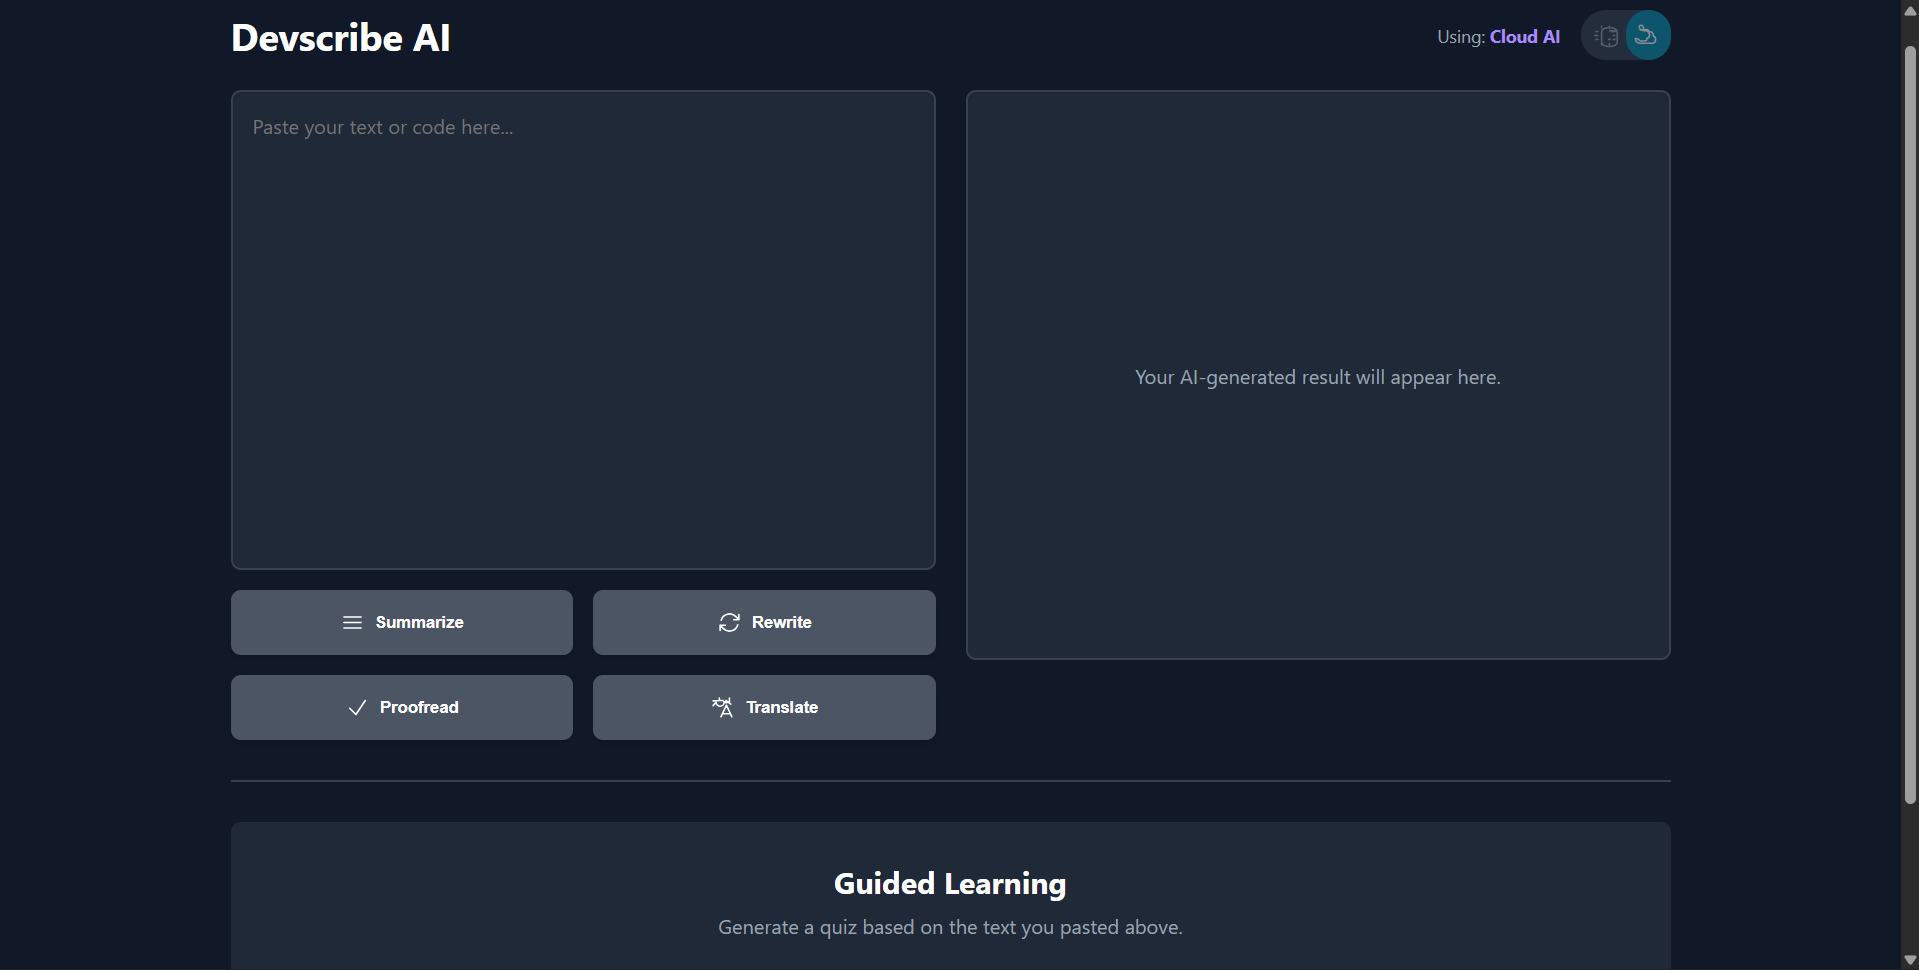 Devscribe AI
Using: Cloud AI
Paste your text or code here...
Your AI-generated result will appear here.
Summarize
Rewrite
Proofread
Translate
Guided Learning
Generate a quiz based on the text you pasted above.